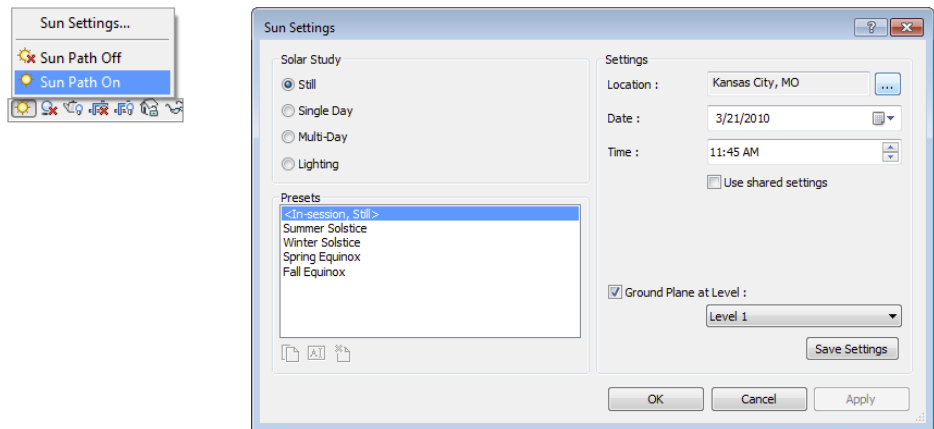 Sun Settings...
Sun Path Off
Sun Path On
Sun Settings
Solar Study
Still
Single Day
Multi-Day
Lighting
Presets
<In-session, Still>
Summer Solstice
Winter Solstice
Spring Equinox
Fall Equinox
AI
Settings
Location : Kansas City, MO ...
Date : 3/21/2010
Time : 11:45 AM
Use shared settings
Ground Plane at Level :
Level 1
Save Settings
OK Cancel Apply